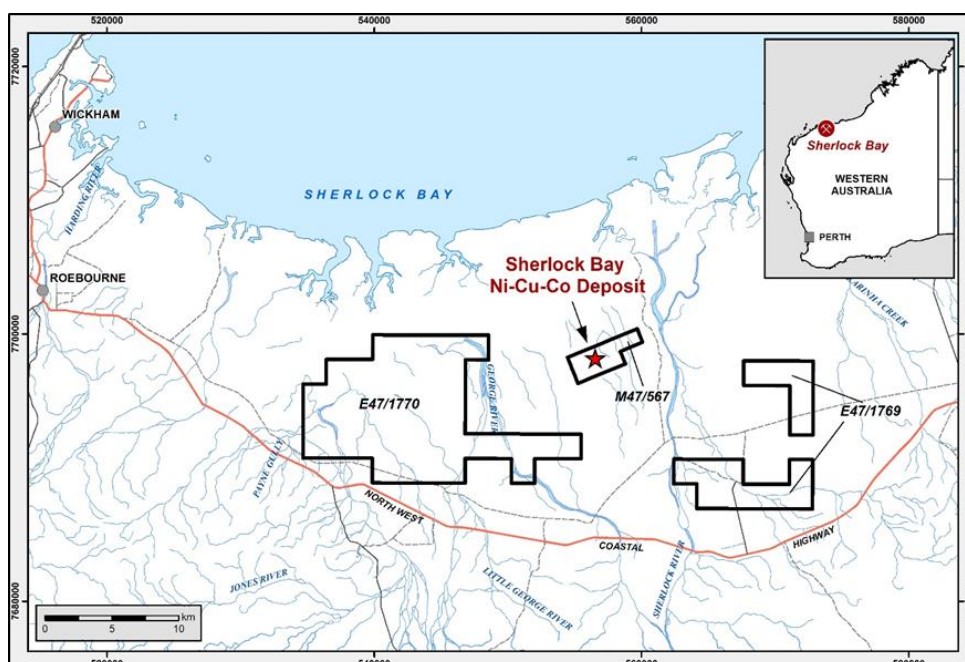 520000
540000
560000
580000
7720000
7700000
7680000
WICKHAM
HARDING RIVER
ROEBOURNE
SHERLOCK BAY
Sherlock Bay
WESTERN
AUSTRALIA
PERTH
Sherlock Bay
Ni-Cu-Co Deposit
M47/567
E47/1770
E47/1769
GEORGE RIVER
PAYNE GULLY
NORTH WEST
COASTAL
HIGHWAY
JONES RIVER
LITTLE GEORGE RIVER
SHERLOCK RIVER
CREEK
0 5 10
km
520000
540000